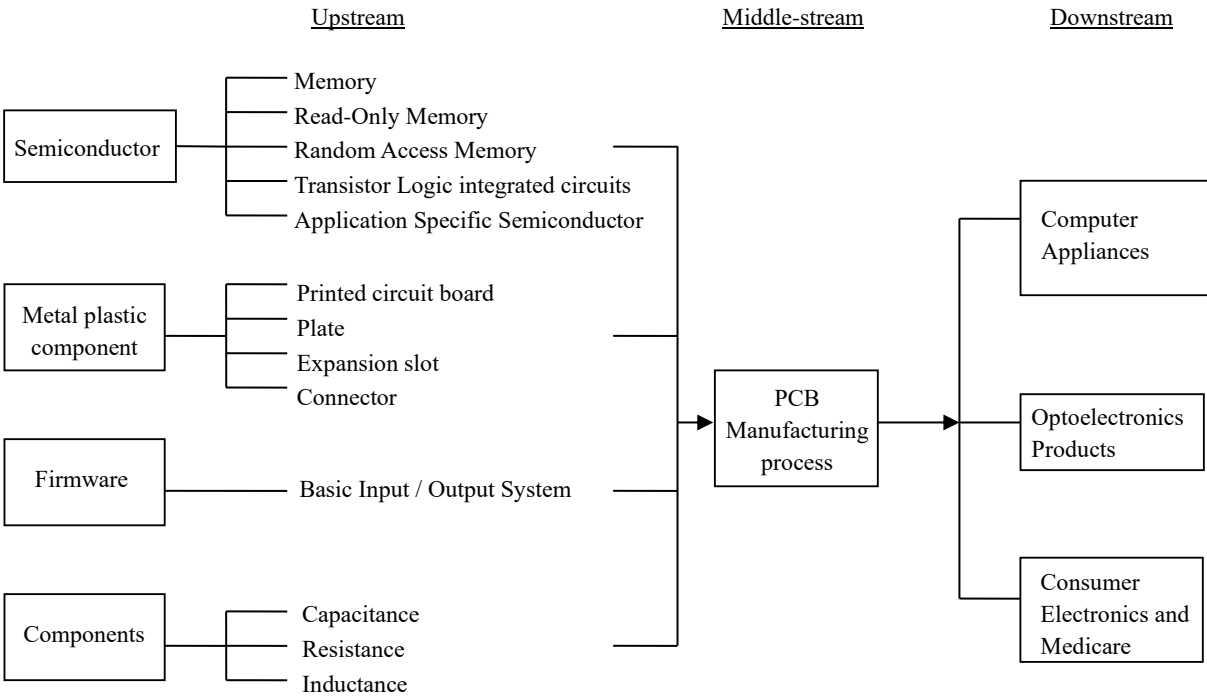 Upstream
Middle-stream
Downstream
Semiconductor
Memory
Read-Only Memory
Random Access Memory
Transistor Logic integrated circuits
Application Specific Semiconductor
Metal plastic
component
Printed circuit board
Plate
Expansion slot
Connector
Firmware
Basic Input / Output System
Components
Capacitance
Resistance
Inductance
PCB
Manufacturing
process
Computer
Appliances
Optoelectronics
Products
Consumer
Electronics and
Medicare